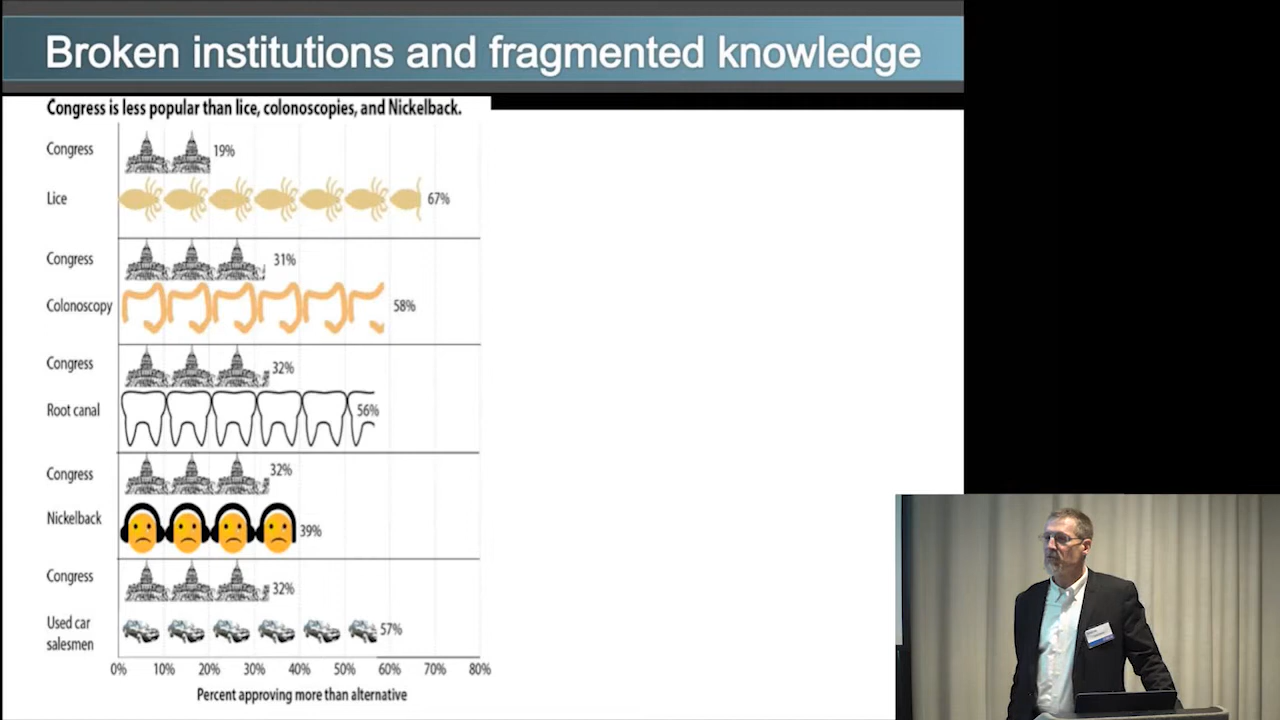 Broken institutions and fragmented knowledge
Congress is less popular than lice, colonoscopies, and Nickelback.
Congress 19%
Lice 67%
Congress 31%
Colonoscopy 58%
Congress 32%
Root canal 56%
Congress 32%
Nickelback 39%
Congress 32%
Used car
salesmen 57%
0% 10% 20% 30% 40% 50% 60% 70% 80%
Percent approving more than alternative